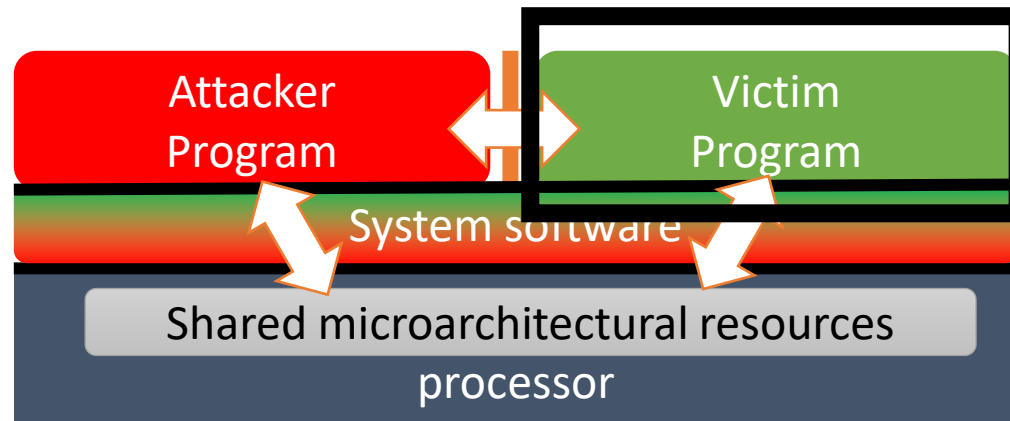 Attacker
Program
Victim
Program
System software
Shared microarchitectural resources
processor